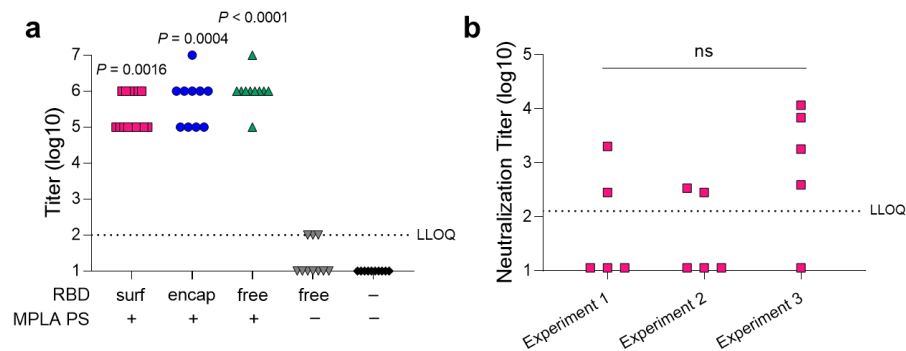 a
P < 0.0001
P = 0.0004
P = 0.0016
Titer (log10)
7
6
5
4
3
2
1
LLOQ
RBD surf encap free free –
MPLA PS + + + – –
b
ns
Neutralization Titer (log10)
5
4
3
2
1
LLOQ
Experiment 1
Experiment 2
Experiment 3